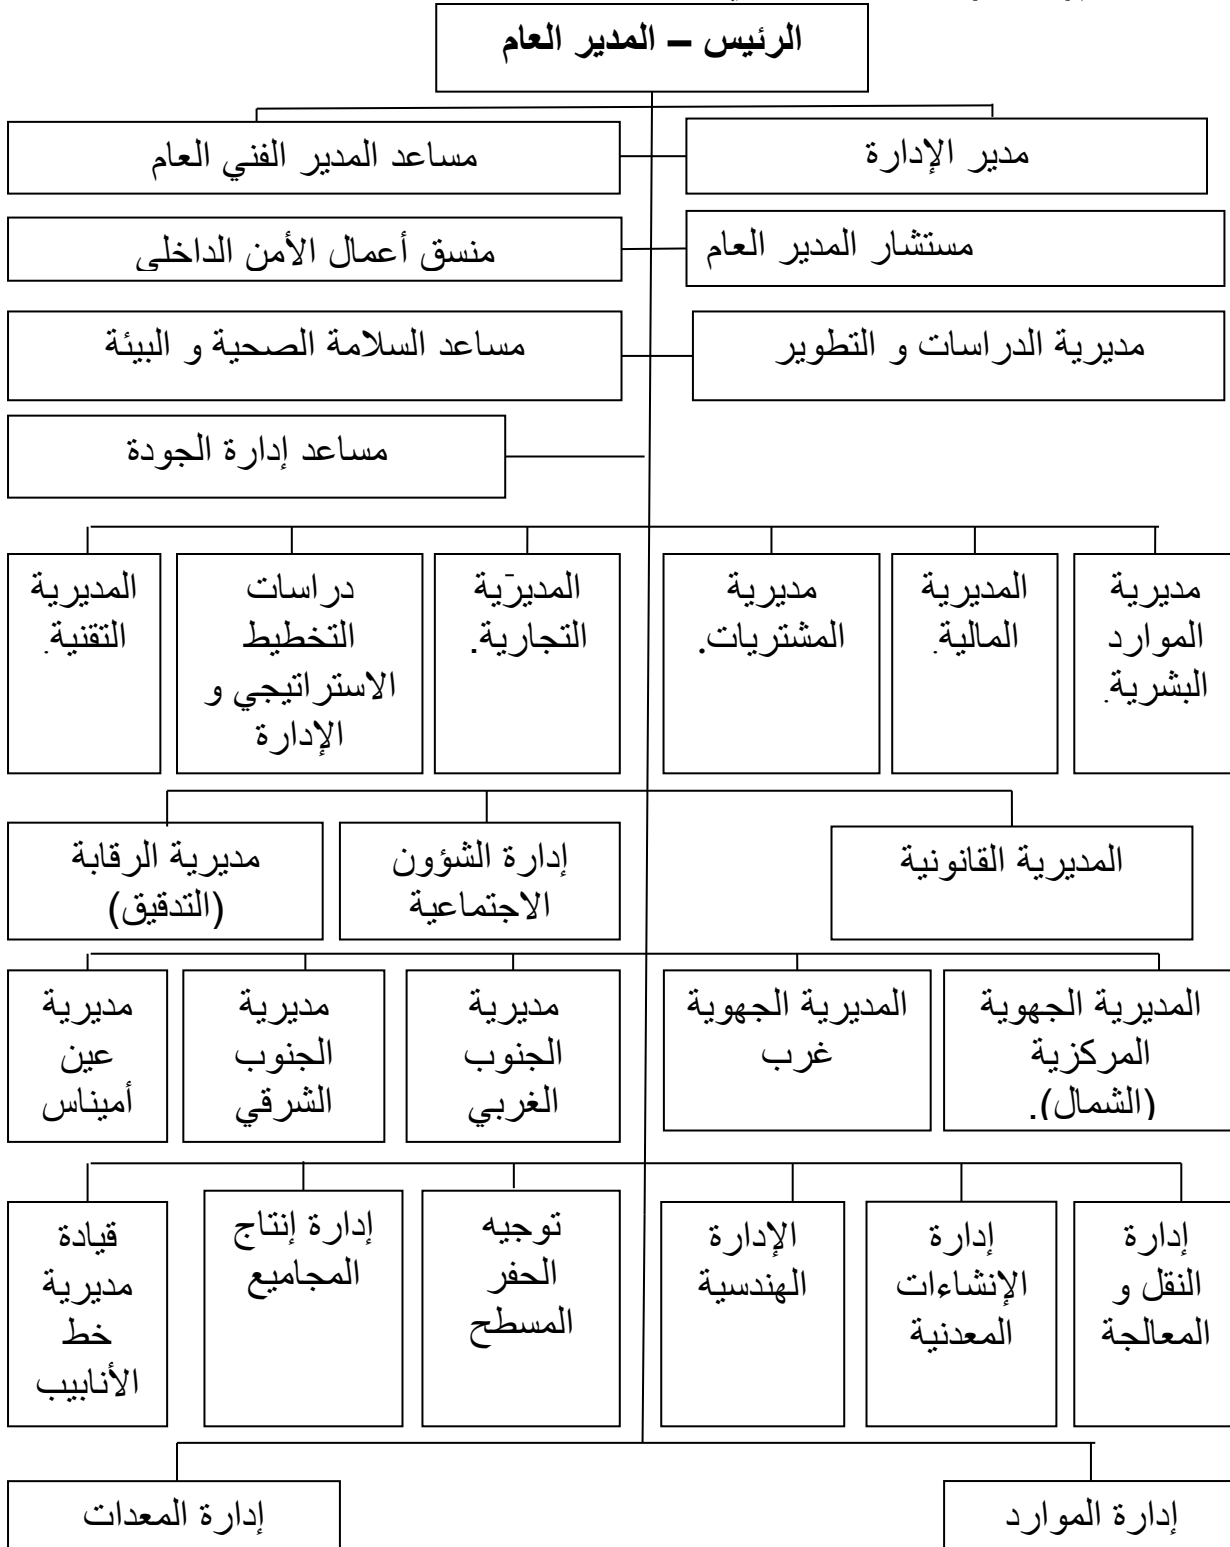 الرئيس – المدير العام
مدير الإدارة
مساعد المدير الفني العام
مستشار المدير العام
منسق أعمال الأمن الداخلي
مديرية الدراسات و التطوير
مساعد السلامة الصحية و البيئة
مساعد إدارة الجودة
مديرية
الموارد
البشرية.
المديرية
المالية.
مديرية
المشتريات.
المديرية
التجارية.
دراسات
التخطيط
الاستراتيجي و
الإدارة
المديرية
التقنية.
المديرية القانونية
إدارة الشؤون
الاجتماعية
مديرية الرقابة
(التدقيق)
المديرية الجهوية
المركزية
(الشمال).
المديرية الجهوية
غرب
مديرية
الجنوب
الغربي
مديرية
الجنوب
الشرقي
مديرية
عين
أميناس
إدارة
النقل و
المعالجة
إدارة
الإنشاءات
المعدنية
الإدارة
الهندسية
توجيه
الحفر
المسطح
إدارة إنتاج
المجاميع
قيادة
مديرية
خط
الأنابيب
إدارة الموارد
إدارة المعدات